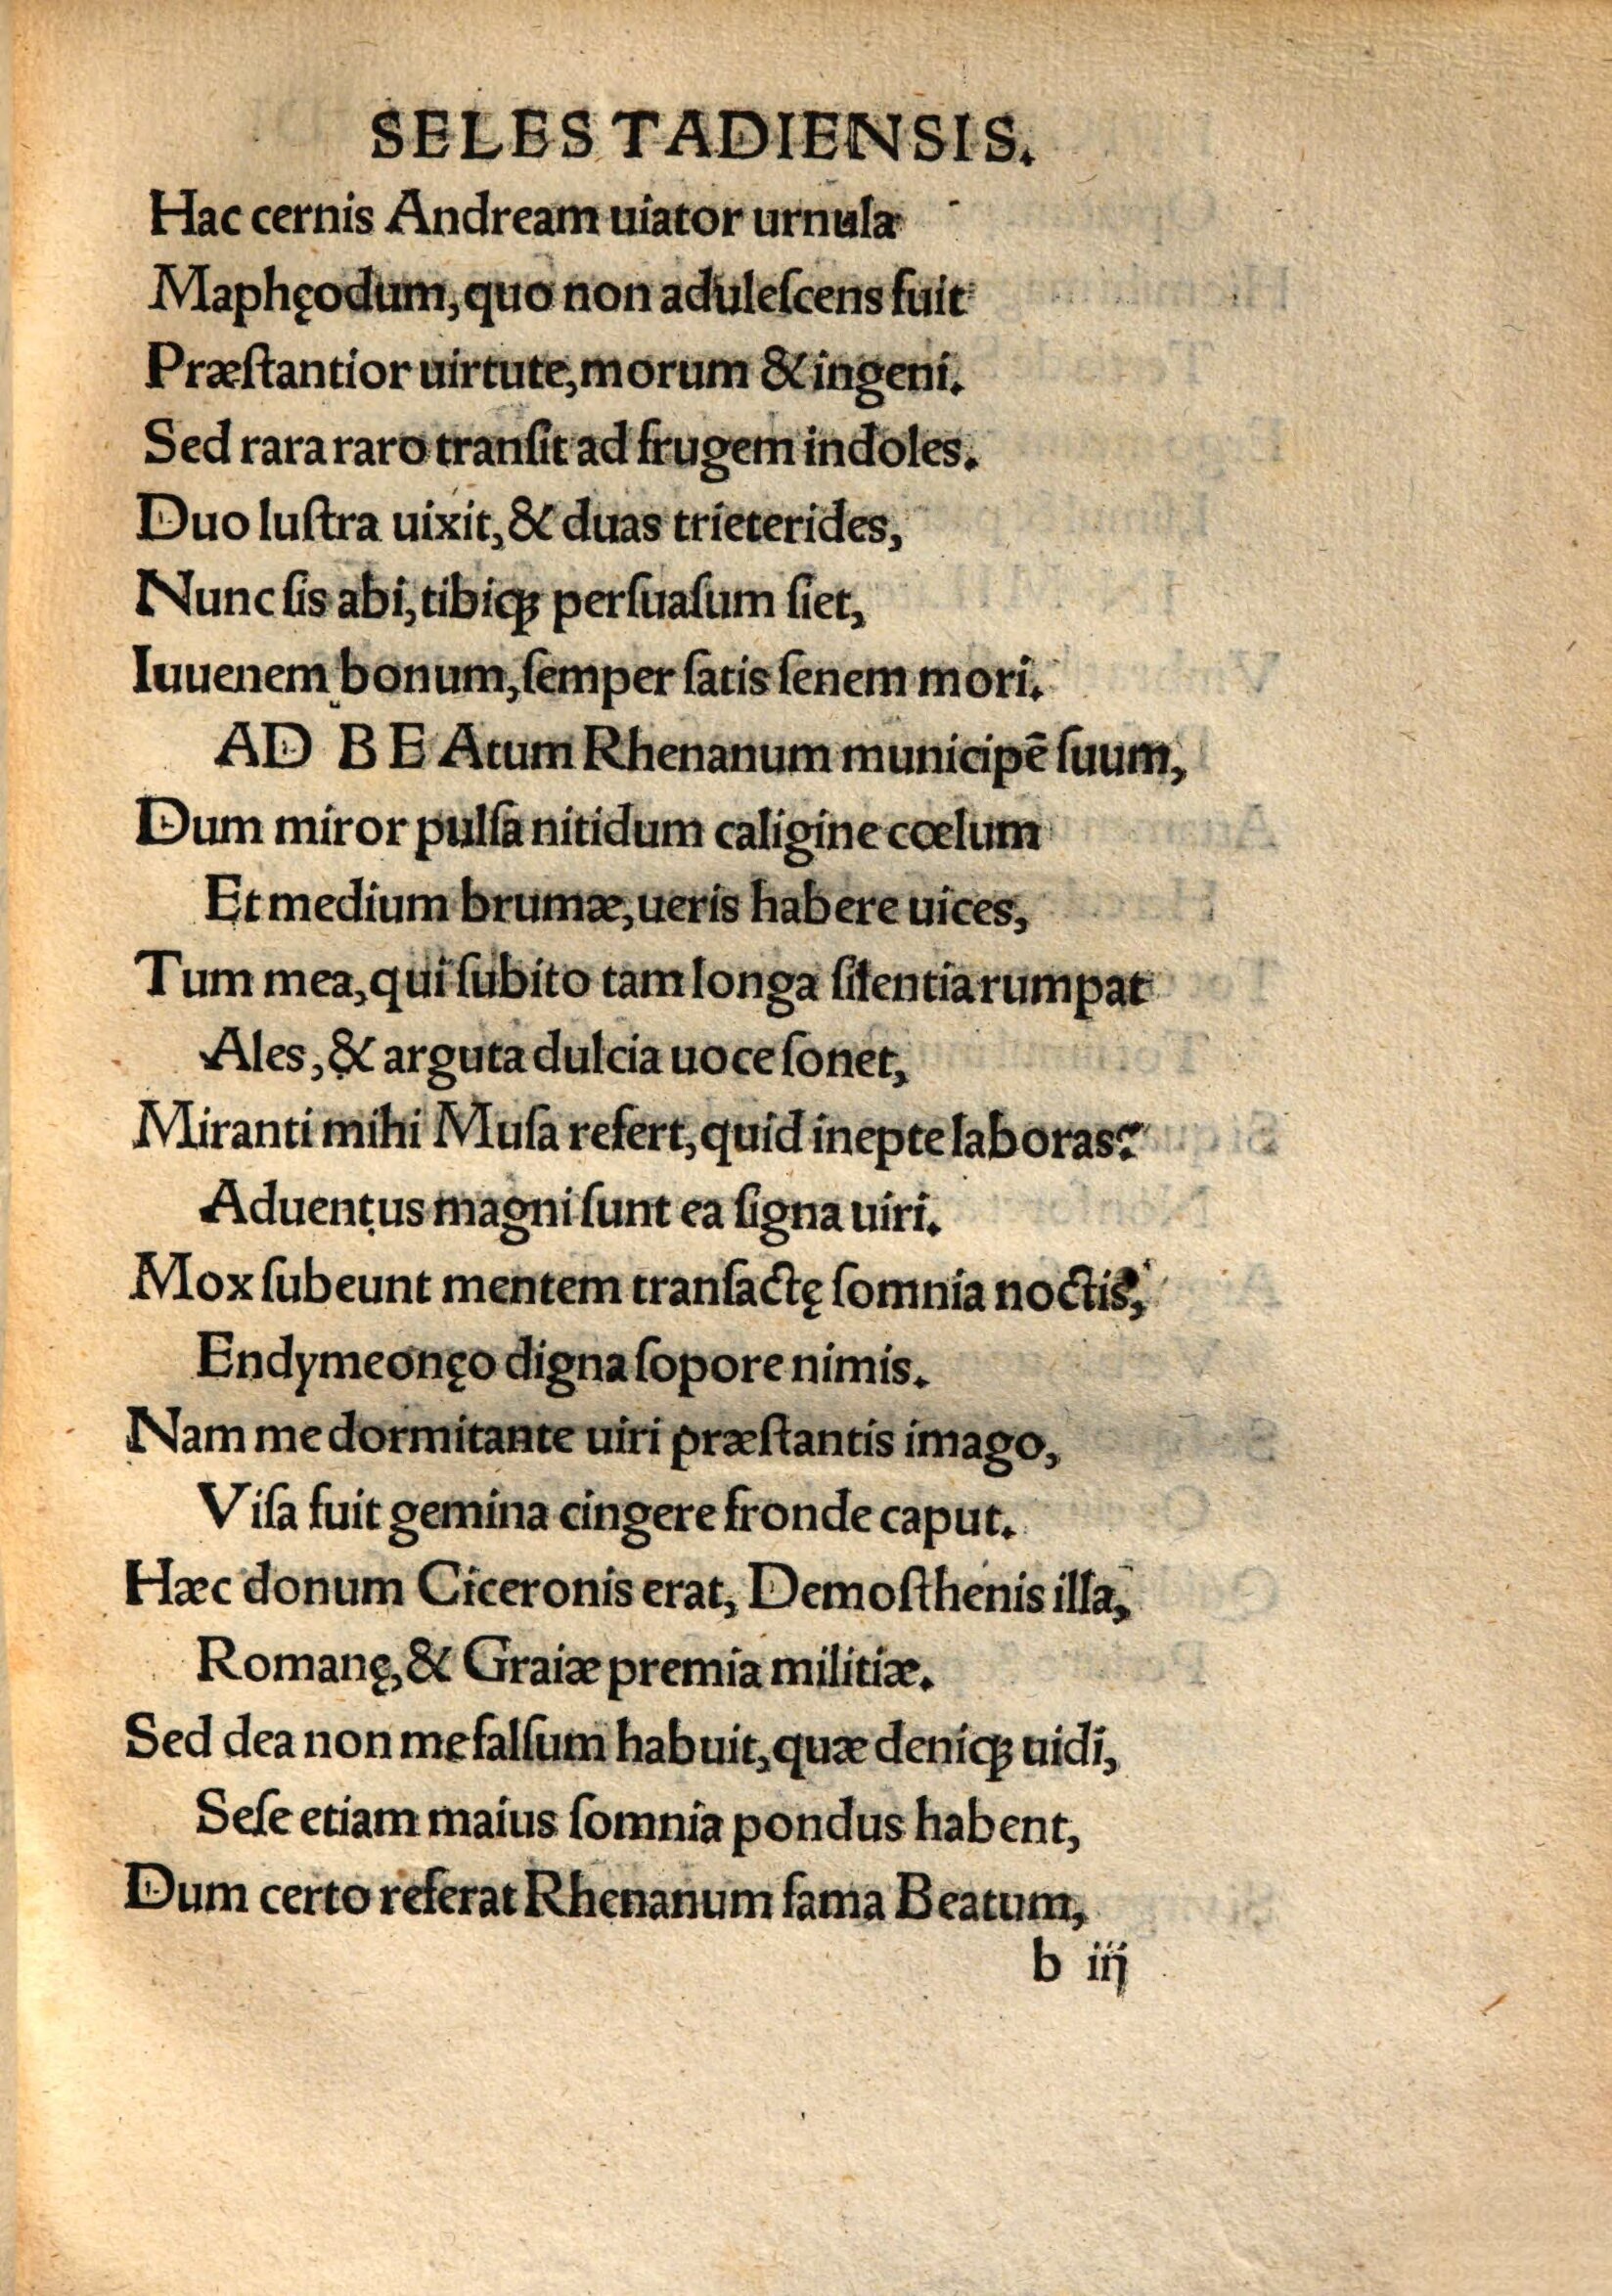 SELESTADIENSIS.
Hac cernis Andream uiator urnula
Maphęodum, quo non aduleſcens fuit
Præſtantior uirtute, morum & ingeni.
Sed rara raro tranſit ad frugem indoles.
Duo luſtra uixit, & duas trieterides,
Nunc ſis abi, tibiqꝫ perſuaſum ſiet,
Iuuenem bonum, ſemper ſatis ſenem mori.
AD BEAtum Rhenanum municipē ſuum,
Dum miror pulſa nitidum caligine cœlum
Et medium brumæ, ueris habere uices,
Tum mea, qui ſubito tam longa ſilentia rumpat
Ales, & arguta dulcia uoce ſonet,
Miranti mihi Muſa refert, quid inepte laboras?
Aduentus magni ſunt ea ſigna uiri.
Mox ſubeunt mentem tranſactę ſomnia noctis,
Endymeonęo digna ſopore nimis.
Nam me dormitante uiri præſtantis imago,
Viſa fuit gemina cingere fronde caput.
Hæc donum Ciceronis erat, Demoſthenis illa,
Romanę, & Graiæ premia militiæ.
Sed dea non me falſum habuit, quæ deniqꝫ uidi,
Seſe etiam maius ſomnia pondus habent,
Dum certo referat Rhenanum fama Beatum,
b iij